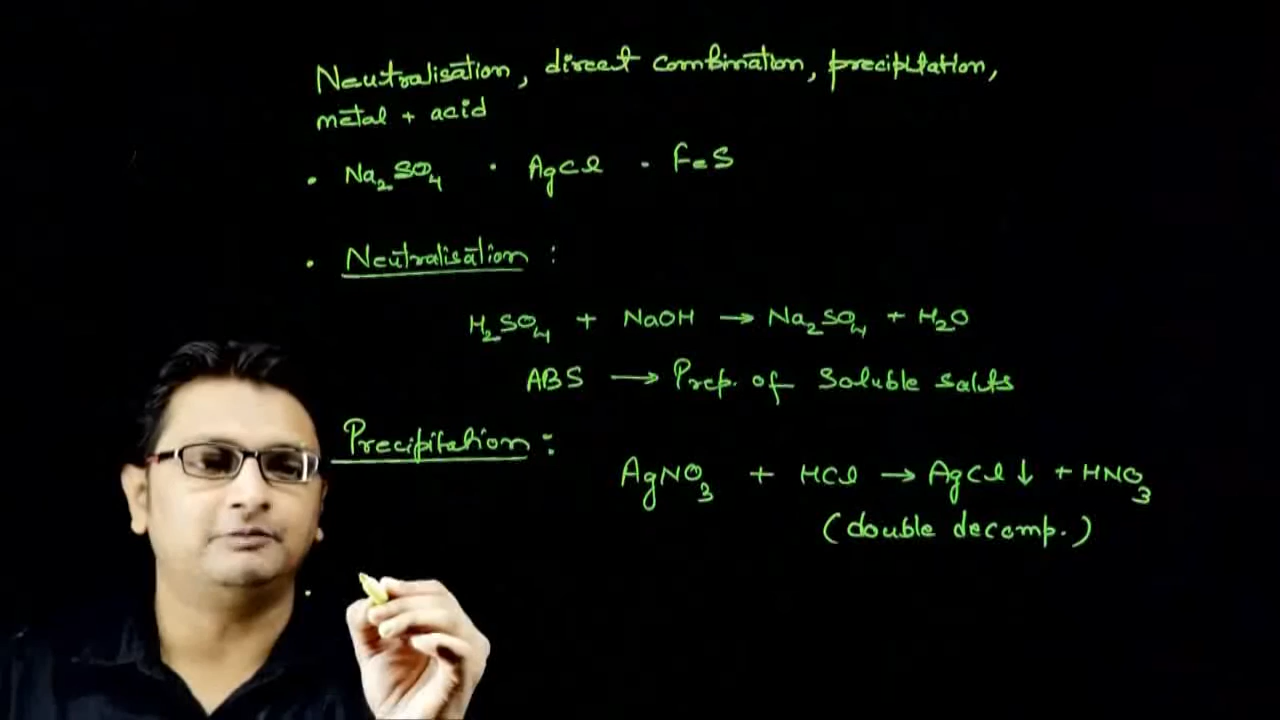 Neutralisation, direct combination, precipitation,
metal + acid
• Na₂SO₄ • AgCl • FeS
• Neutralisation :
H₂SO₄ + NaOH → Na₂SO₄ + H₂O
ABS → Prep. of Soluble salts
Precipitation :
AgNO₃ + HCl → AgCl ↓ + HNO₃
(double decomp.)